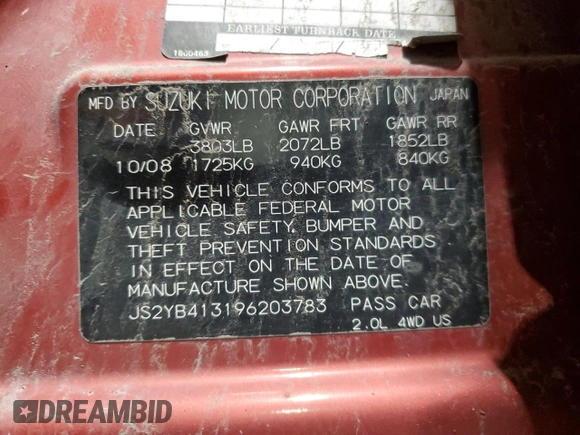 EARLIEST TURNBACK DATE
1800463
MFD BY SUZUKI MOTOR CORPORATION JAPAN
DATE GVWR GAWR FRT GAWR RR
3803LB 2072LB 1852LB
10/08 1725KG 940KG 840KG
THIS VEHICLE CONFORMS TO ALL
APPLICABLE FEDERAL MOTOR
VEHICLE SAFETY, BUMPER AND
THEFT PREVENTION STANDARDS
IN EFFECT ON THE DATE OF
MANUFACTURE SHOWN ABOVE.
JS2YB413196203783 PASS CAR
2.0L 4WD US
DREAMBID